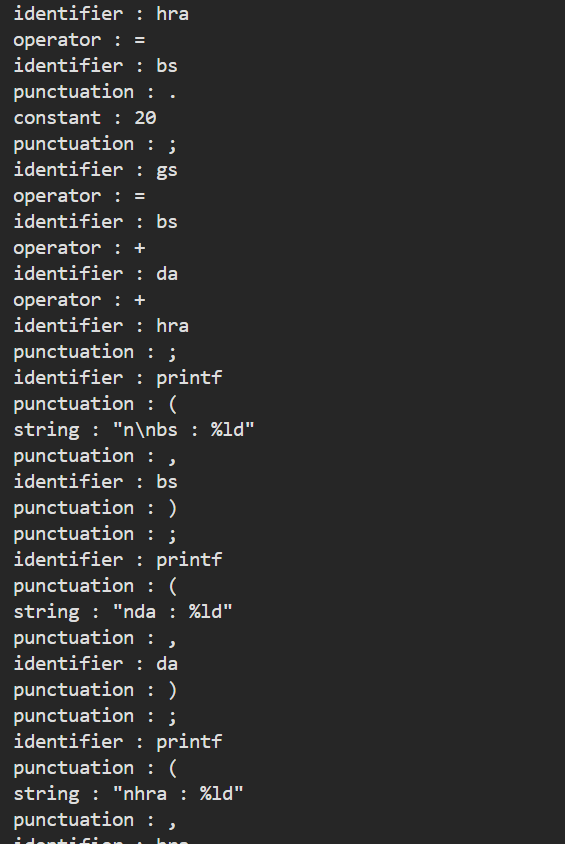 identifier : hra
operator : =
identifier : bs
punctuation : .
constant : 20
punctuation : ;
identifier : gs
operator : =
identifier : bs
operator : +
identifier : da
operator : +
identifier : hra
punctuation : ;
identifier : printf
punctuation : (
string : "n\nbs : %ld"
punctuation : ,
identifier : bs
punctuation : )
punctuation : ;
identifier : printf
punctuation : (
string : "nda : %ld"
punctuation : ,
identifier : da
punctuation : )
punctuation : ;
identifier : printf
punctuation : (
string : "nhra : %ld"
punctuation : ,
identifier : hra